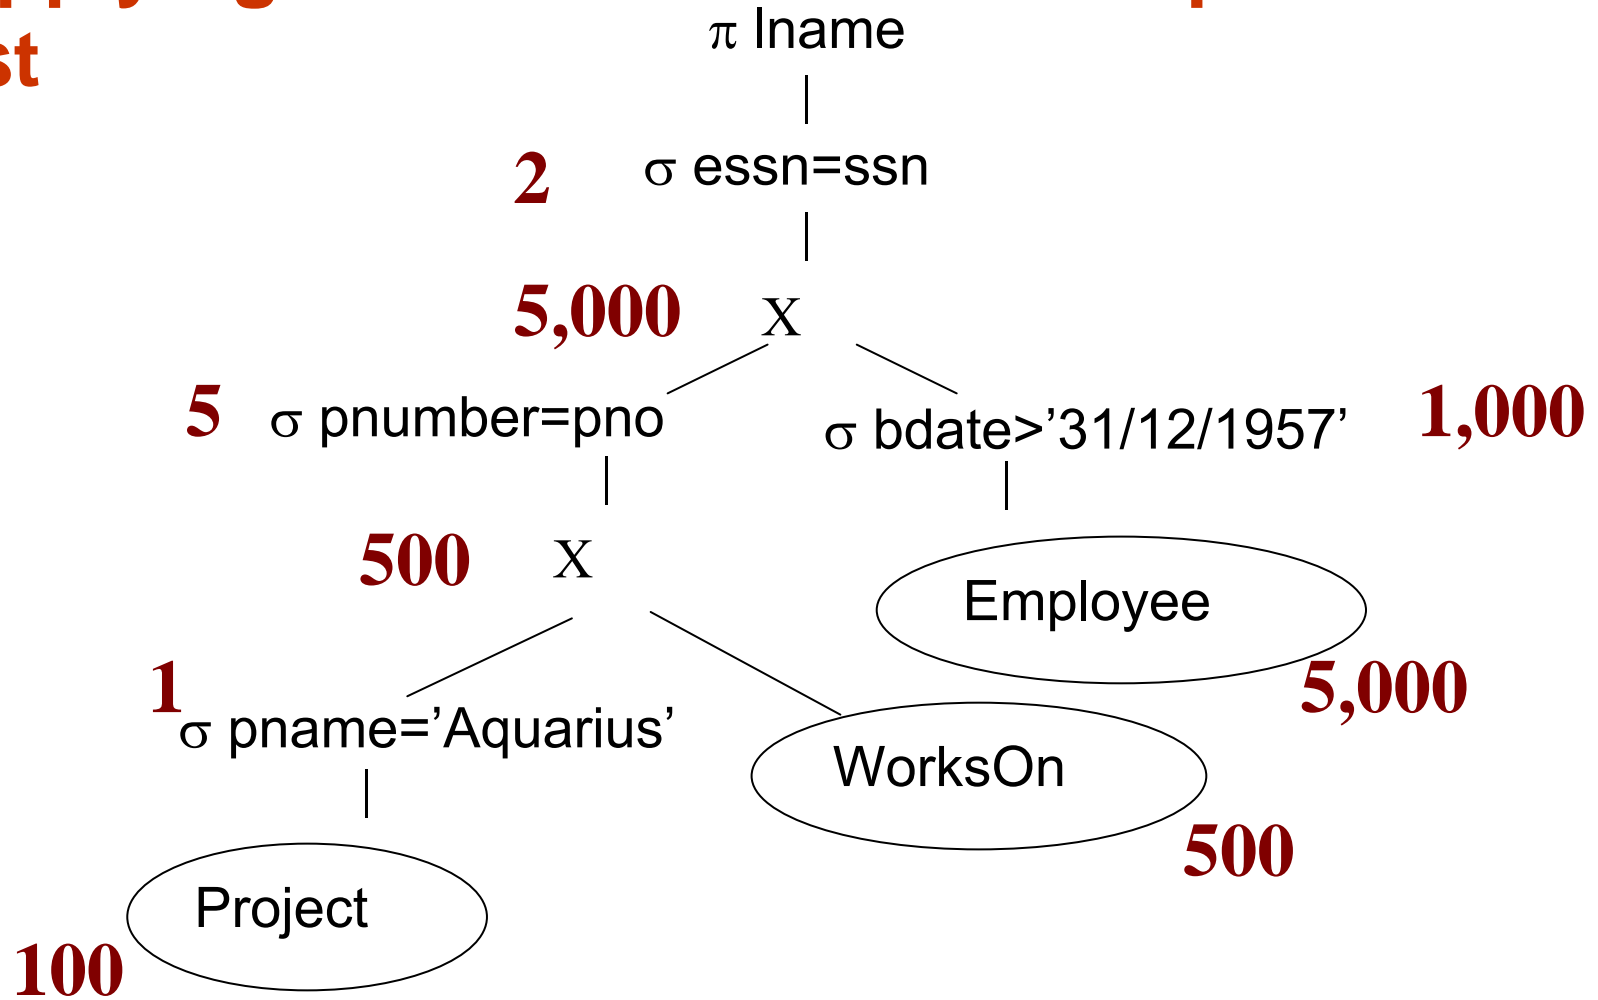 st
π lname
2 σ essn=ssn
5,000 X
5 σ pnumber=pno σ bdate>'31/12/1957’ 1,000
500 X
Employee
5,000
1
σ pname=’Aquarius’
WorksOn
500
Project
100